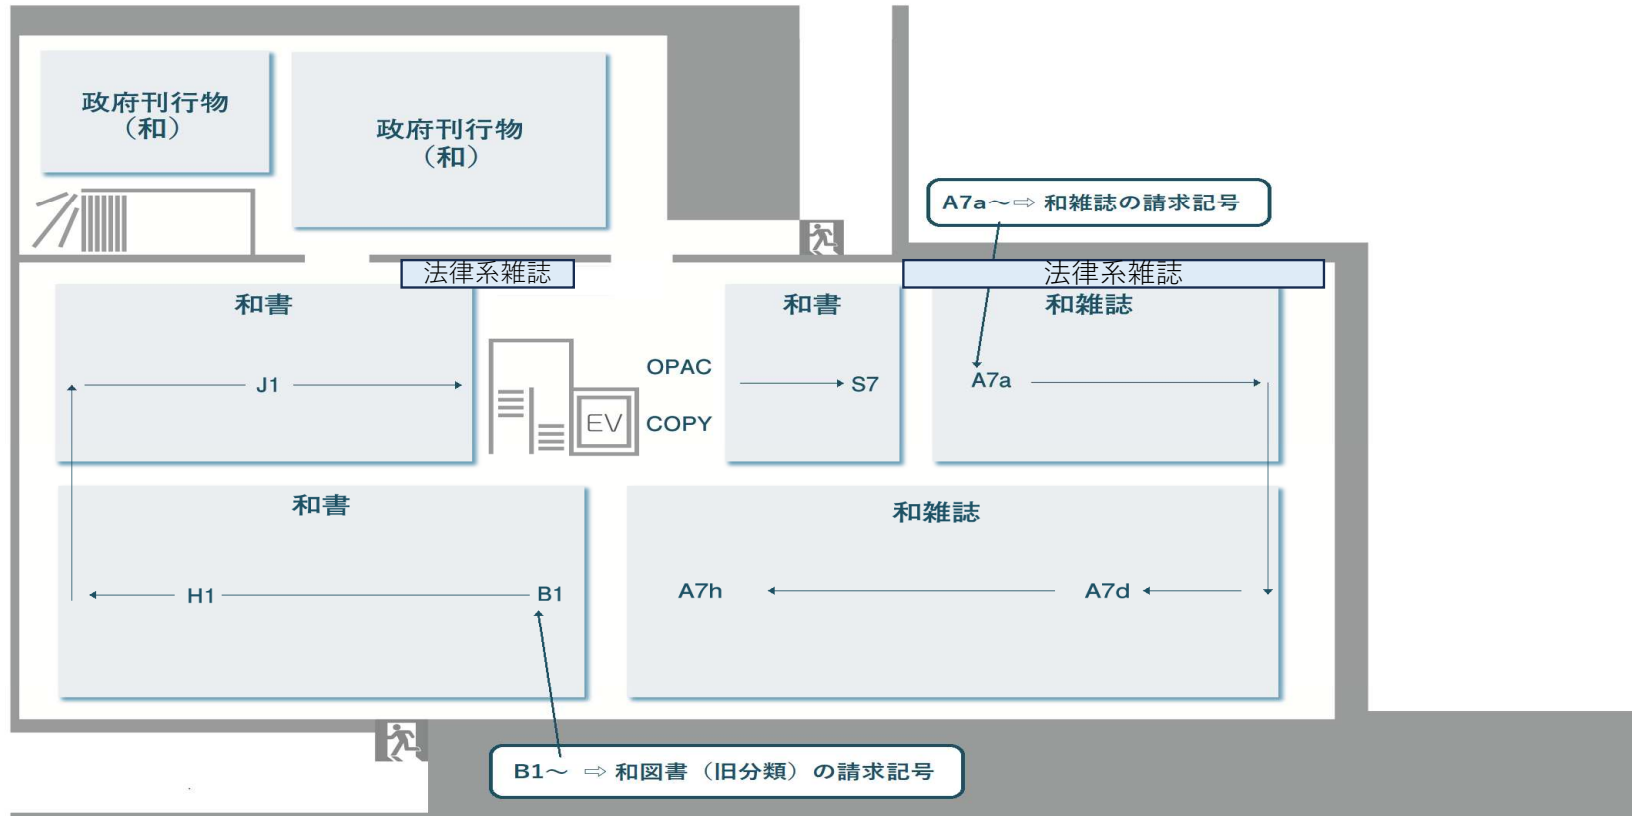 政府刊行物
（和）
政府刊行物
（和）
A7a～⇨ 和雑誌の請求記号
法律系雑誌
法律系雑誌
和書
和書
和雑誌
J1
OPAC
S7
A7a
EV
COPY
和書
和雑誌
H1
B1
A7h
A7d
B1～ ⇨ 和図書（旧分類）の請求記号